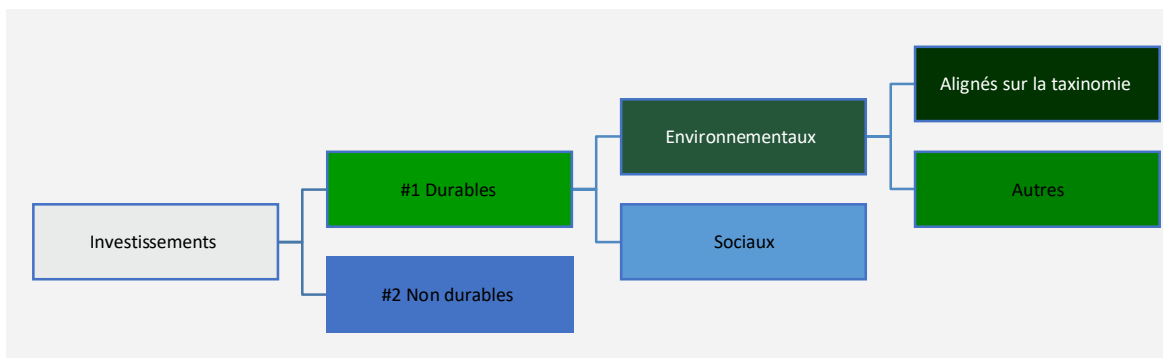 Investissements
#1 Durables
#2 Non durables
Environnementaux
Sociaux
Alignés sur la taxinomie
Autres